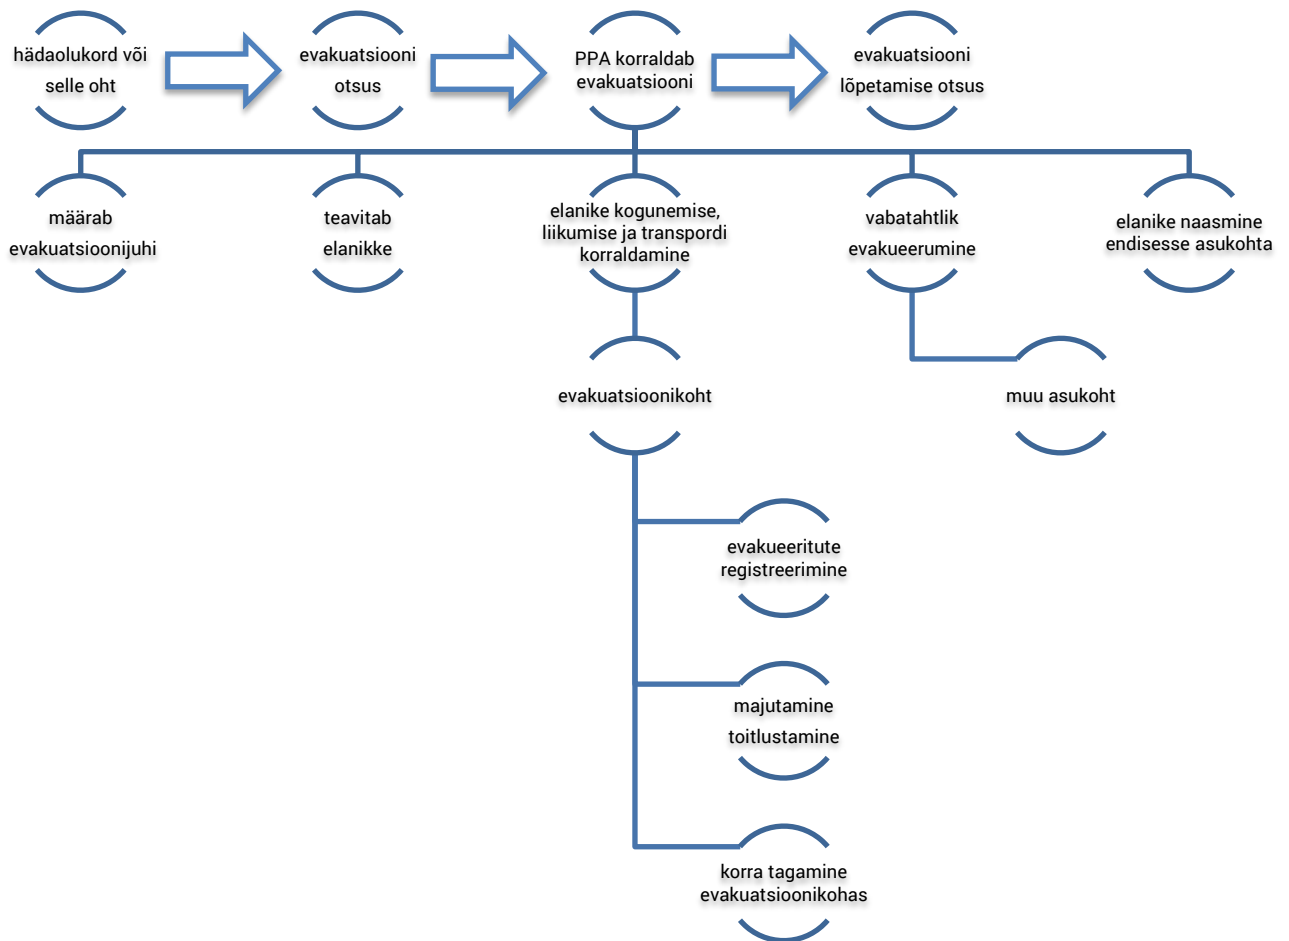 hädaolukord või
selle oht
evakuatsiooni
otsus
PPA korraldab
evakuatsiooni
evakuatsiooni
lõpetamise otsus
määrab
evakuatsioonijuhi
teavitab
elanikke
elanike kogunemise,
liikumise ja transpordi
korraldamine
vabatahtlik
evakueerumine
elanike naasmine
endisesse asukohta
evakuatsioonikoht
muu asukoht
evakueeritute
registreerimine
majutamine
toitlustamine
korra tagamine
evakuatsioonikohas